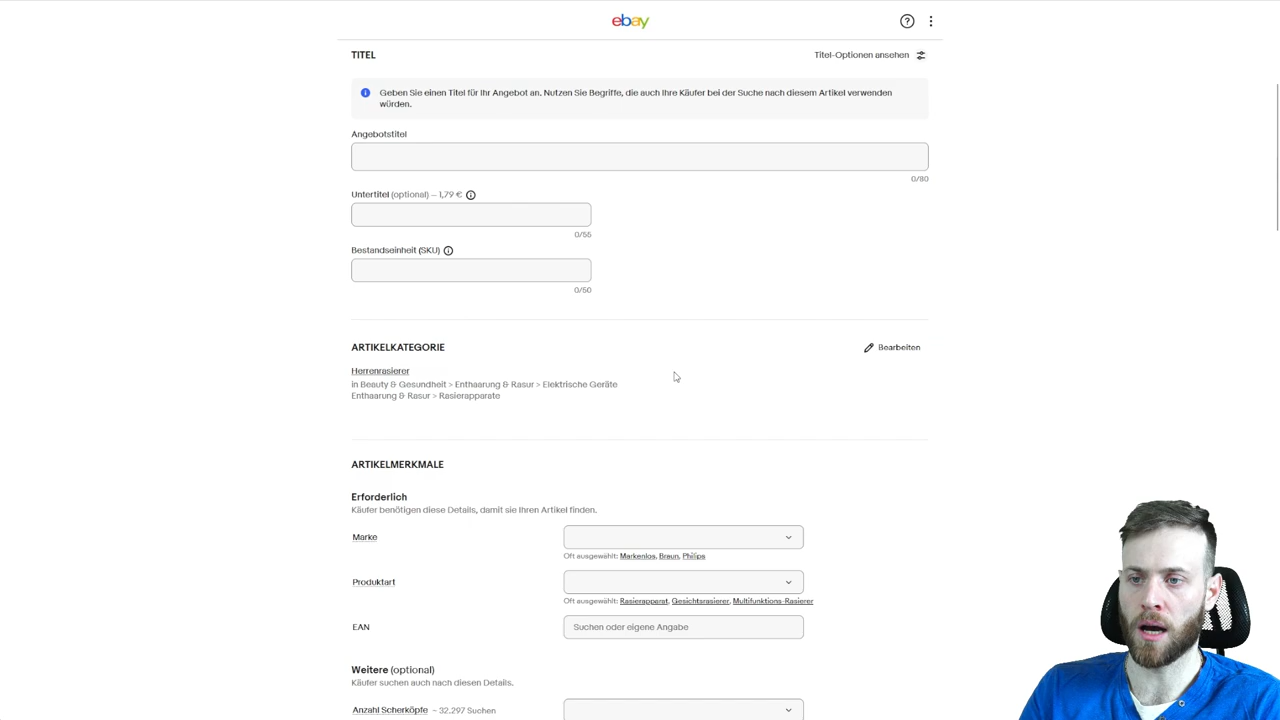 ebay
TITEL
Titel-Optionen ansehen
Geben Sie einen Titel für Ihr Angebot an. Nutzen Sie Begriffe, die auch Ihre Käufer bei der Suche nach diesem Artikel verwenden
würden.
Angebotstitel
0/80
Untertitel (optional) – 1,79 €
0/55
Bestandseinheit (SKU)
0/50
ARTIKELKATEGORIE
Bearbeiten
Herrenrasierer
in Beauty & Gesundheit > Enthaarung & Rasur > Elektrische Geräte
Enthaarung & Rasur > Rasierapparate
ARTIKELMERKMALE
Erforderlich
Käufer benötigen diese Details, damit sie Ihren Artikel finden.
Marke
Oft ausgewählt: Markenlos, Braun, Philips
Produktart
Oft ausgewählt: Rasierapparat, Gesichtsrasierer, Multifunktions-Rasierer
EAN
Suchen oder eigene Angabe
Weitere (optional)
Käufer suchen auch nach diesen Details.
Anzahl Scherköpfe ~ 32,297 Suchen